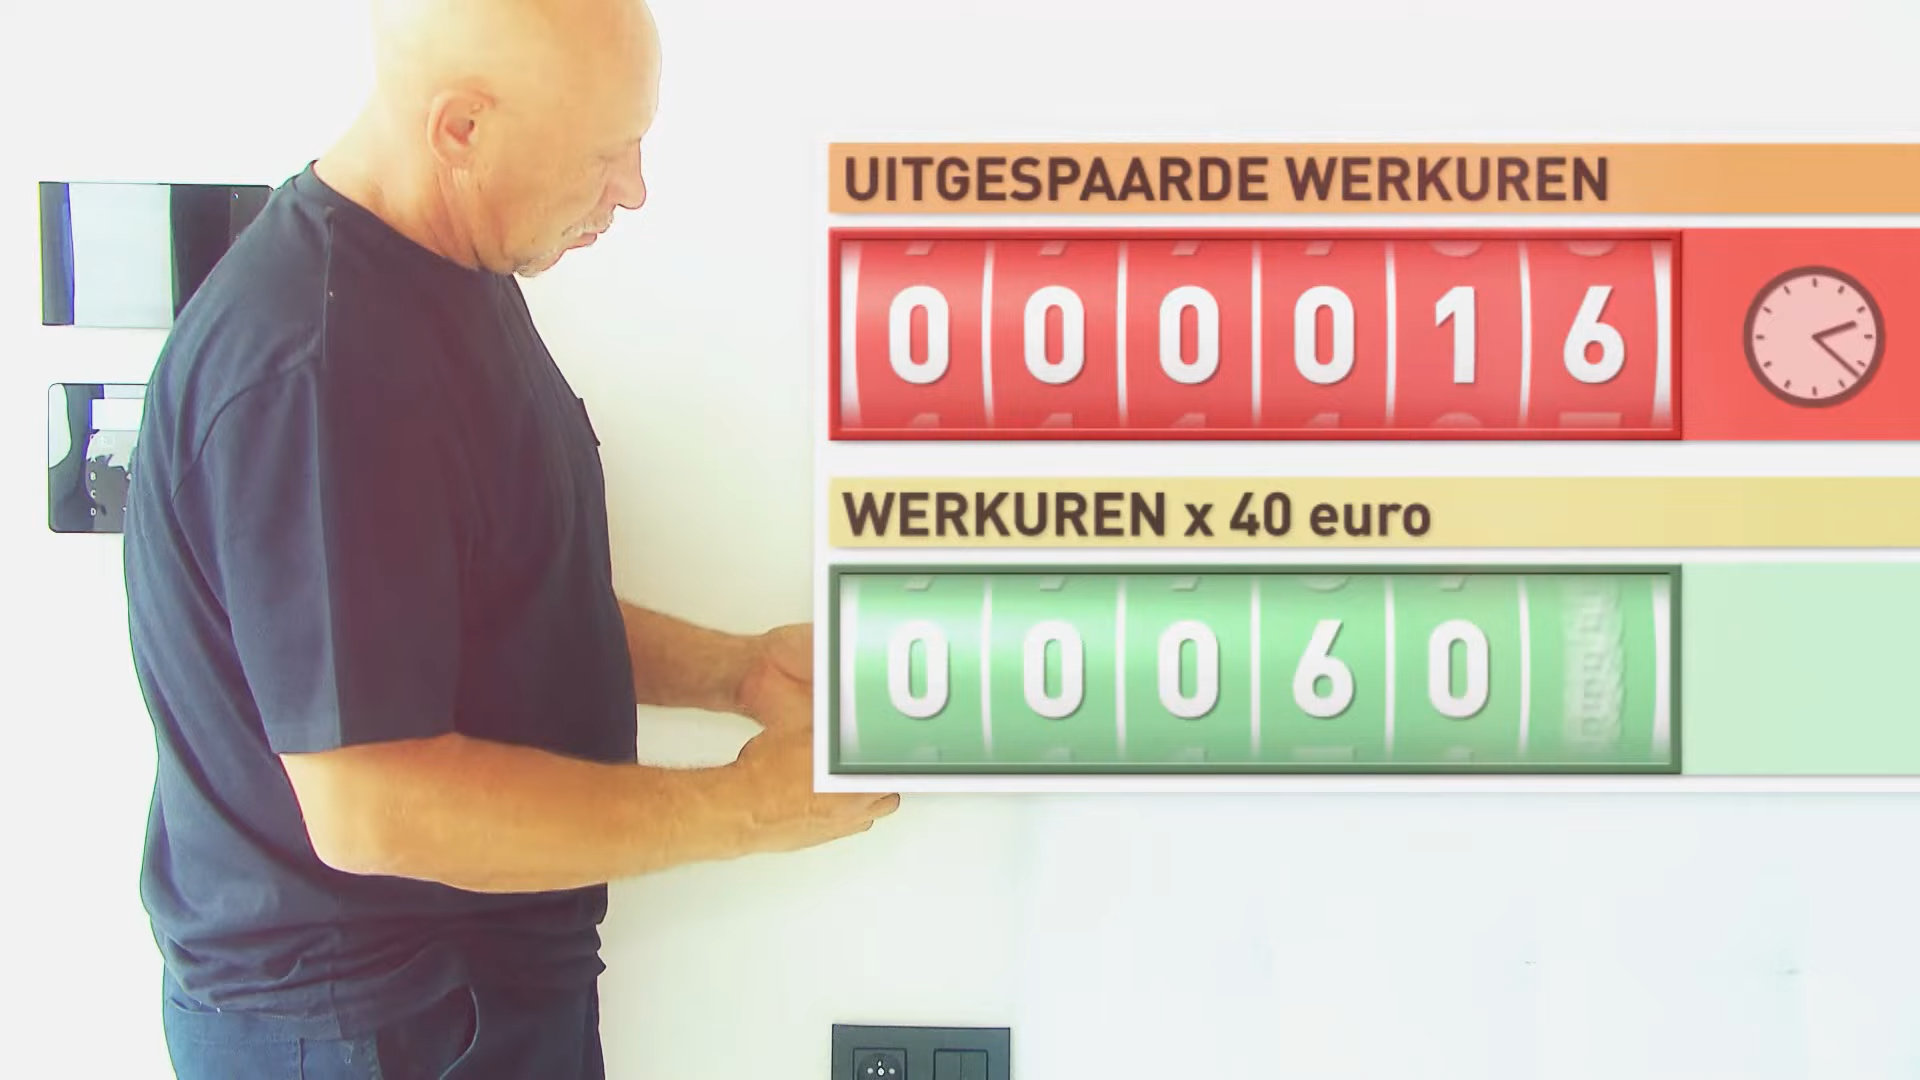 UITGESPAARDE WERKUREN
000016
WERKUREN x 40 euro
00060